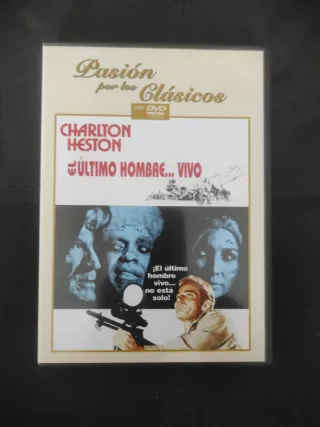 Pasión
por los
Clásicos
DVD
CHARLTON
HESTON
EL ÚLTIMO HOMBRE... VIVO
¡El último
hombre
vivo...
no está
solo!